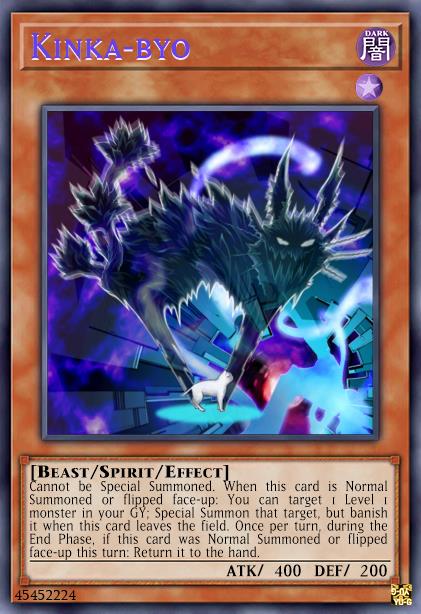 Kinka-byo
DARK
闇
[Beast/Spirit/Effect]
Cannot be Special Summoned. When this card is Normal
Summoned or flipped face-up: You can target 1 Level 1
monster in your GY; Special Summon that target, but banish
it when this card leaves the field. Once per turn, during the
End Phase, if this card was Normal Summoned or flipped
face-up this turn: Return it to the hand.
ATK/ 400 DEF/ 200
45452224